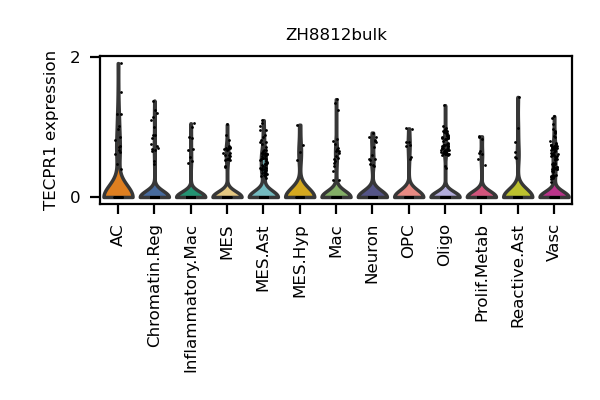 ZH8812bulk
TECPR1 expression
2
0
AC
Chromatin.Reg
Inflammatory.Mac
MES
MES.Ast
MES.Hyp
Mac
Neuron
OPC
Oligo
Prolif.Metab
Reactive.Ast
Vasc